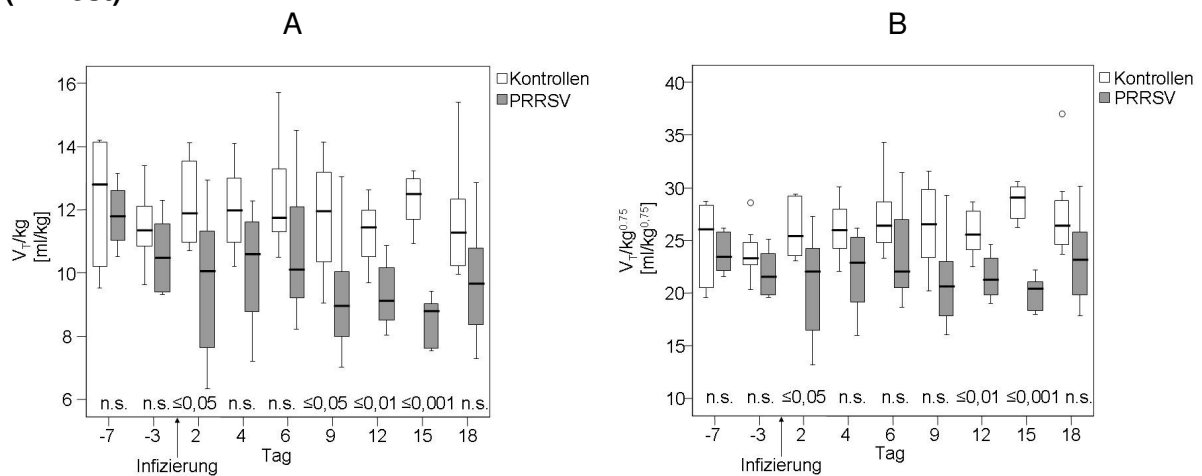 A
16
14
12
10
8
6
V_T/kg
[ml/kg]
Kontrollen
PRRSV
n.s. n.s. ≤0,05 n.s. n.s. ≤0,05 ≤0,01 ≤0,001 n.s.
-7 -3 2 4 6 9 12 15 18
Infizierung
Tag
B
40
35
30
25
20
15
10
V_T/kg^0.75
[ml/kg^0,75]
Kontrollen
PRRSV
n.s. n.s. ≤0,05 n.s. n.s. n.s. ≤0,01 ≤0,001 n.s.
-7 -3 2 4 6 9 12 15 18
Infizierung
Tag